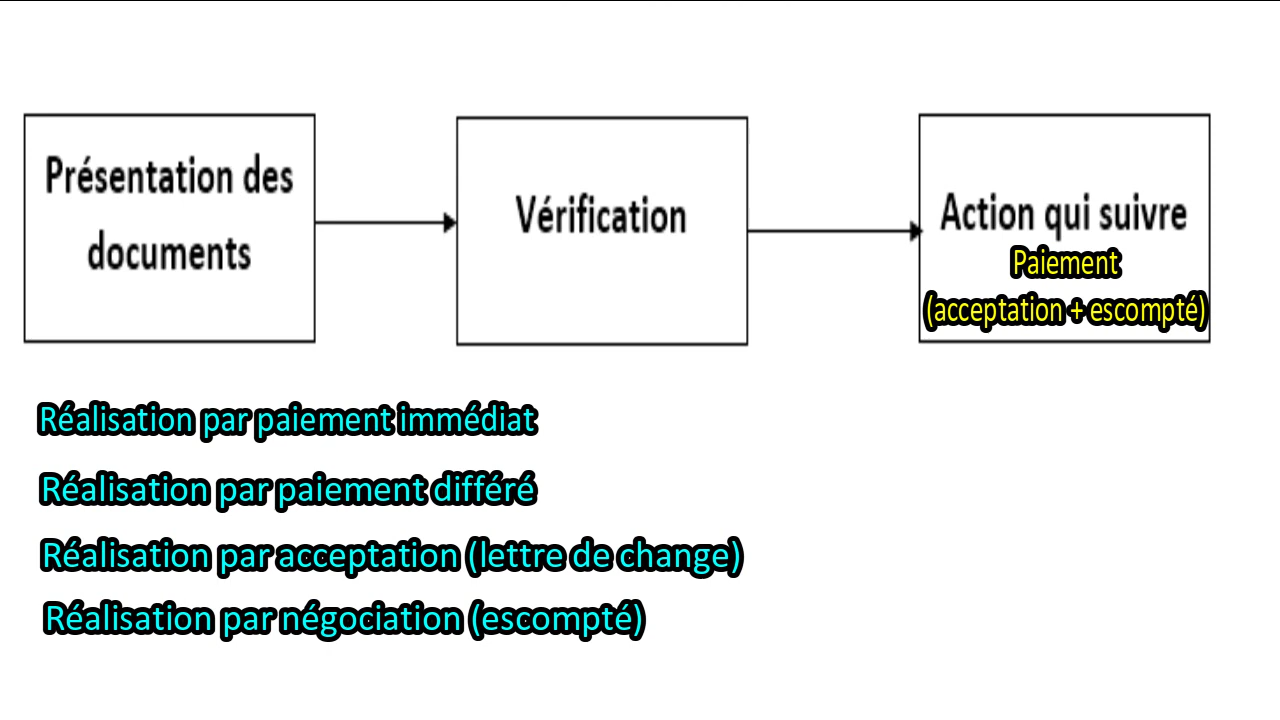 Présentation des
documents
Vérification
Action qui suivre
Paiement
(acceptation + escompté)
Réalisation par paiement immédiat
Réalisation par paiement différé
Réalisation par acceptation (lettre de change)
Réalisation par négociation (escompté)